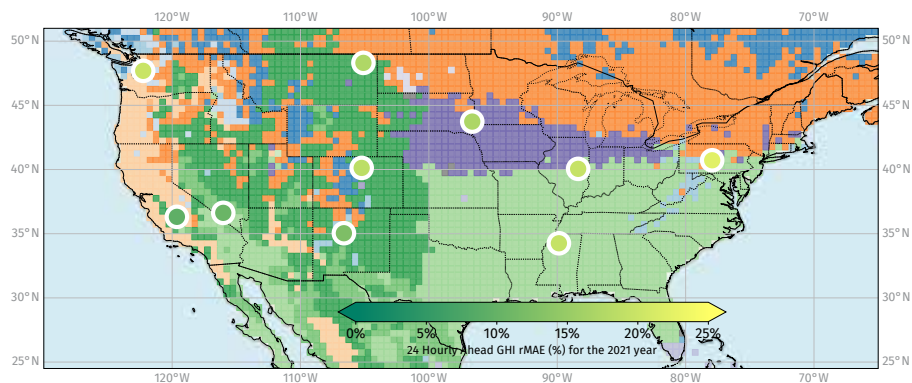 120°W 110°W 100°W 90°W 80°W 70°W
50°N 50°N
45°N 45°N
40°N 40°N
35°N 35°N
30°N 30°N
0% 5% 10% 15% 20% 25%
24 Hourly Ahead GHI rMAE (%) for the 2021 year
25°N 25°N
120°W 110°W 100°W 90°W 80°W 70°W